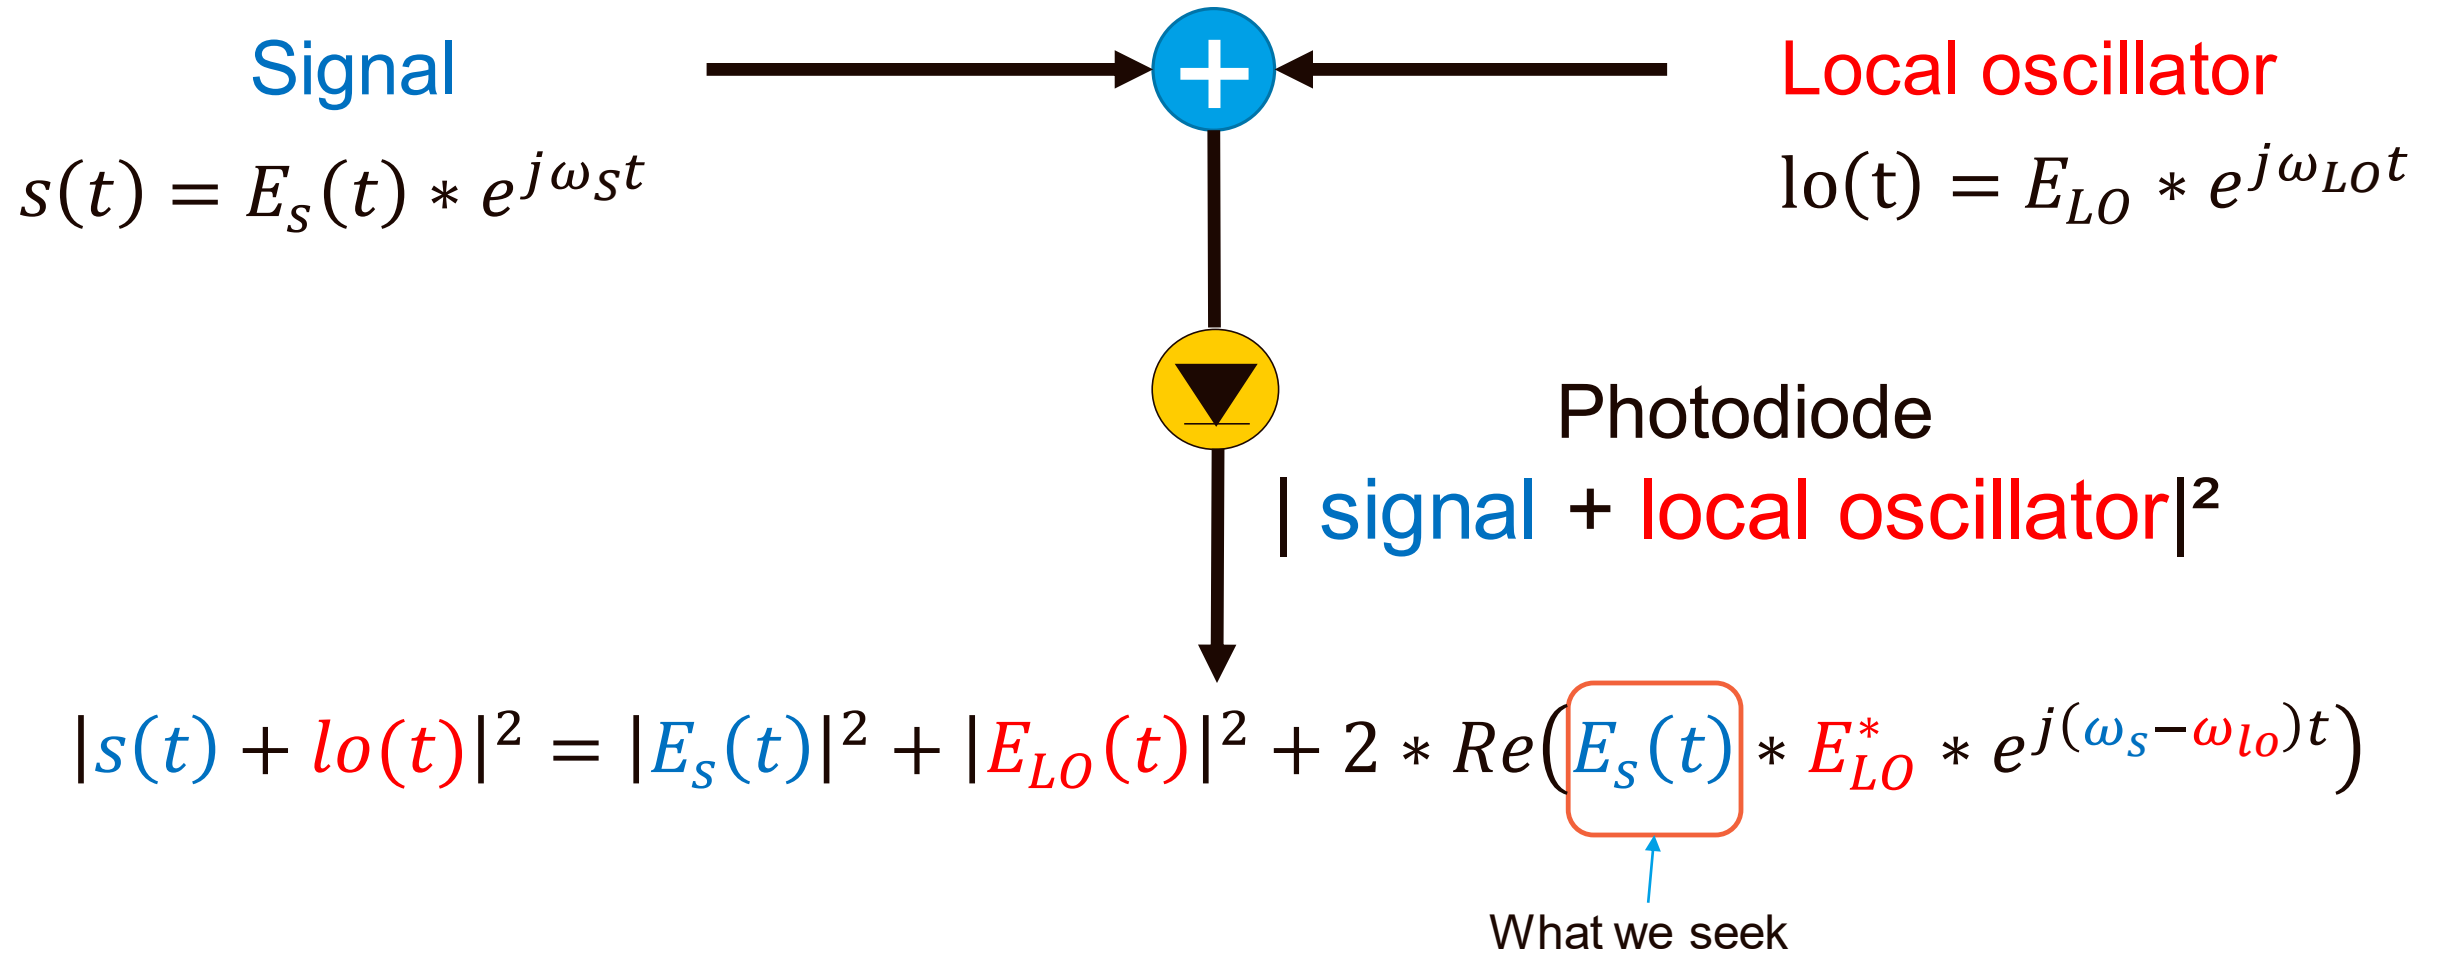 Signal
+
Local oscillator
s(t) = E_s(t) * e^{jω_S t}
lo(t) = E_{LO} * e^{jω_{LO} t}
Photodiode
| signal + local oscillator|²
|s(t) + lo(t)|² = |E_s(t)|² + |E_{LO}(t)|² + 2 * Re(E_s(t) * E_{LO}^* * e^{j(ω_s−ω_{lo})t})
What we seek